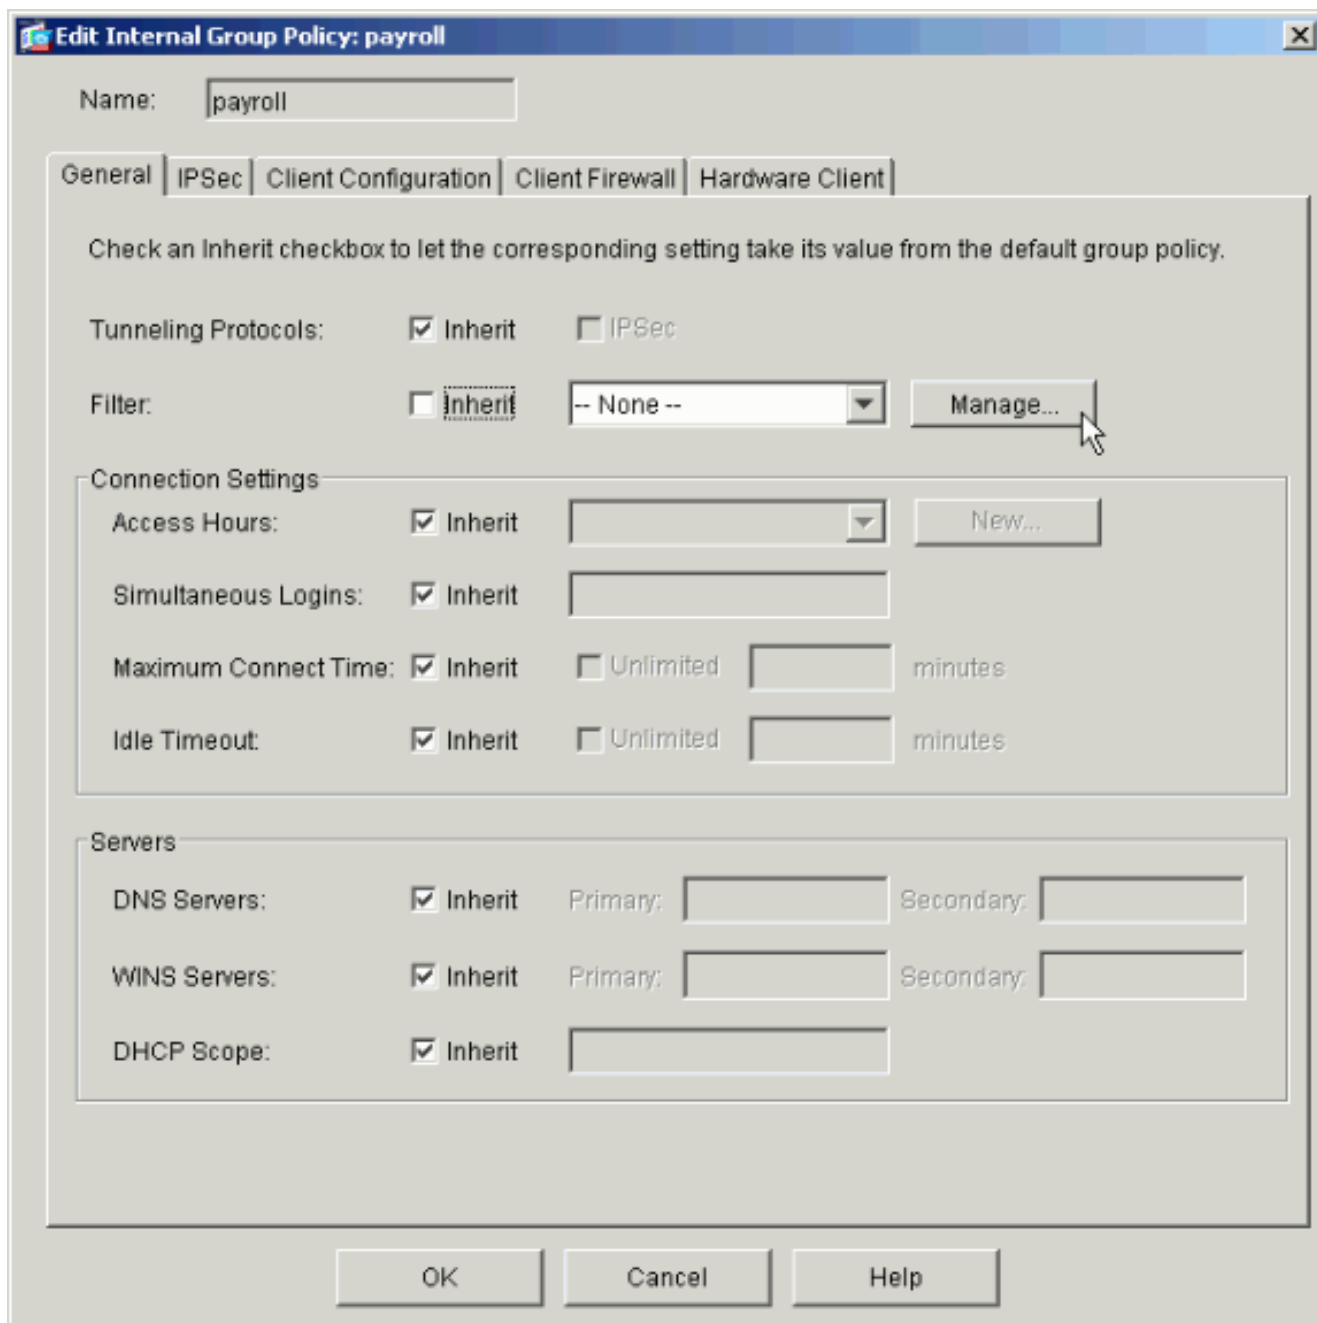 Edit Internal Group Policy: payroll
Name: payroll
General IPSec Client Configuration Client Firewall Hardware Client
Check an Inherit checkbox to let the corresponding setting take its value from the default group policy.
Tunneling Protocols: Inherit IPSec
Filter: Inherit -- None -- Manage...
Connection Settings
Access Hours: Inherit New...
Simultaneous Logins: Inherit
Maximum Connect Time: Inherit Unlimited minutes
Idle Timeout: Inherit Unlimited minutes
Servers
DNS Servers: Inherit Primary: Secondary:
WINS Servers: Inherit Primary: Secondary:
DHCP Scope: Inherit
OK Cancel Help